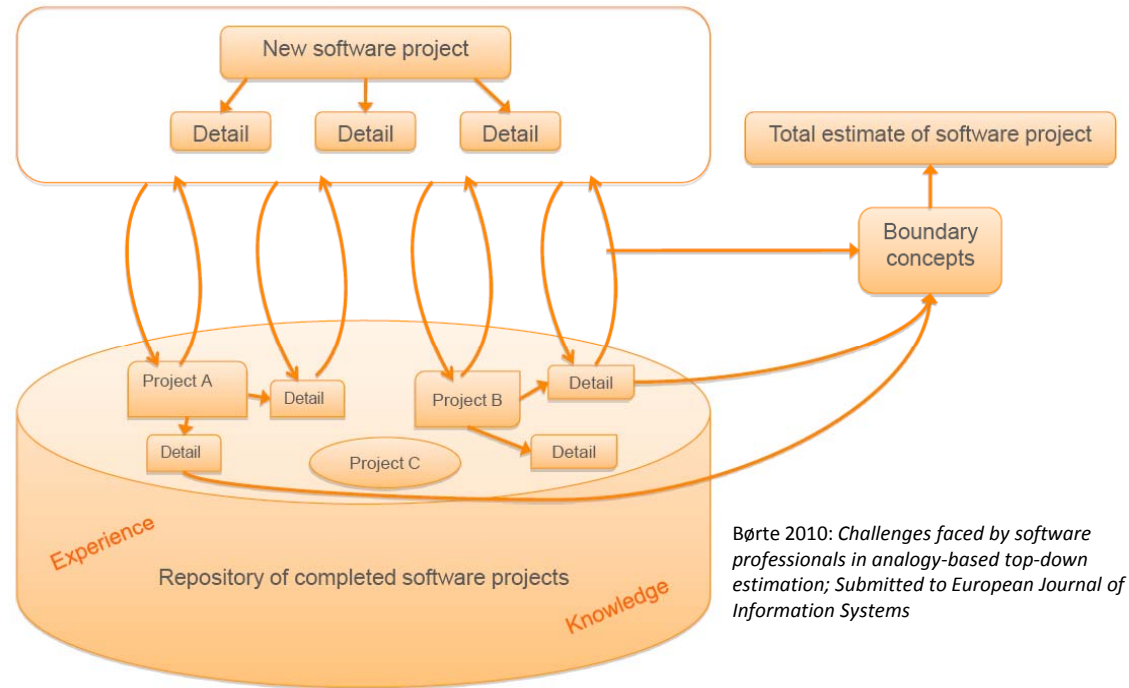 New software project
Detail
Detail
Detail
Total estimate of software project
Boundary
concepts
Project A
Detail
Project B
Detail
Detail
Project C
Detail
Experience
Repository of completed software projects
Knowledge
Børte 2010: Challenges faced by software
professionals in analogy-based top-down
estimation; Submitted to European Journal of
Information Systems